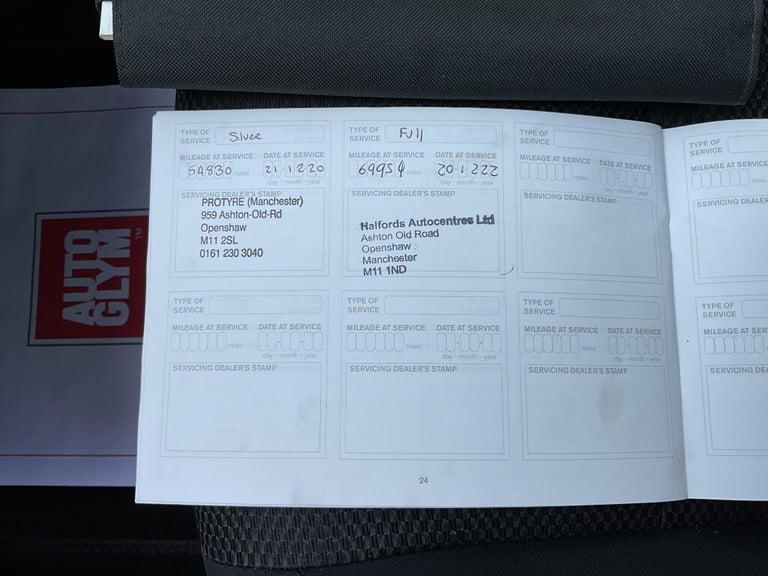 AUTO
GLYM ™
TYPE OF
SERVICE
Silver
MILEAGE AT SERVICE
DATE AT SERVICE
54830
21 12 20
day - month - year
SERVICING DEALER'S STAMP
PROTYRE (Manchester)
959 Ashton-Old-Rd
Openshaw
M11 2SL
0161 230 3040
TYPE OF
SERVICE
Full
MILEAGE AT SERVICE
DATE AT SERVICE
69954 miles
20 12 22
day - month - year
SERVICING DEALER'S STAMP
Halfords Autocentres Ltd
Ashton Old Road
Openshaw
Manchester
M11 1ND
TYPE OF
SERVICE
MILEAGE AT SERVICE
DATE AT SERVICE
miles
day - month - year
SERVICING DEALER'S STAMP
TYPE OF
SERVICE
MILEAGE AT SER
miles
SERVICING DEALE
TYPE OF
SERVICE
MILEAGE AT SERVICE
DATE AT SERVICE
miles
day - month - year
SERVICING DEALER'S STAMP
TYPE OF
SERVICE
MILEAGE AT SERVICE
DATE AT SERVICE
miles
day - month - year
SERVICING DEALER'S STAMP
TYPE OF
SERVICE
MILEAGE AT SERVICE
DATE AT SERVICE
miles
day - month - year
SERVICING DEALER'S STAMP
TYPE OF
SERVICE
MILEAGE AT SER
SERVICING DEA
24